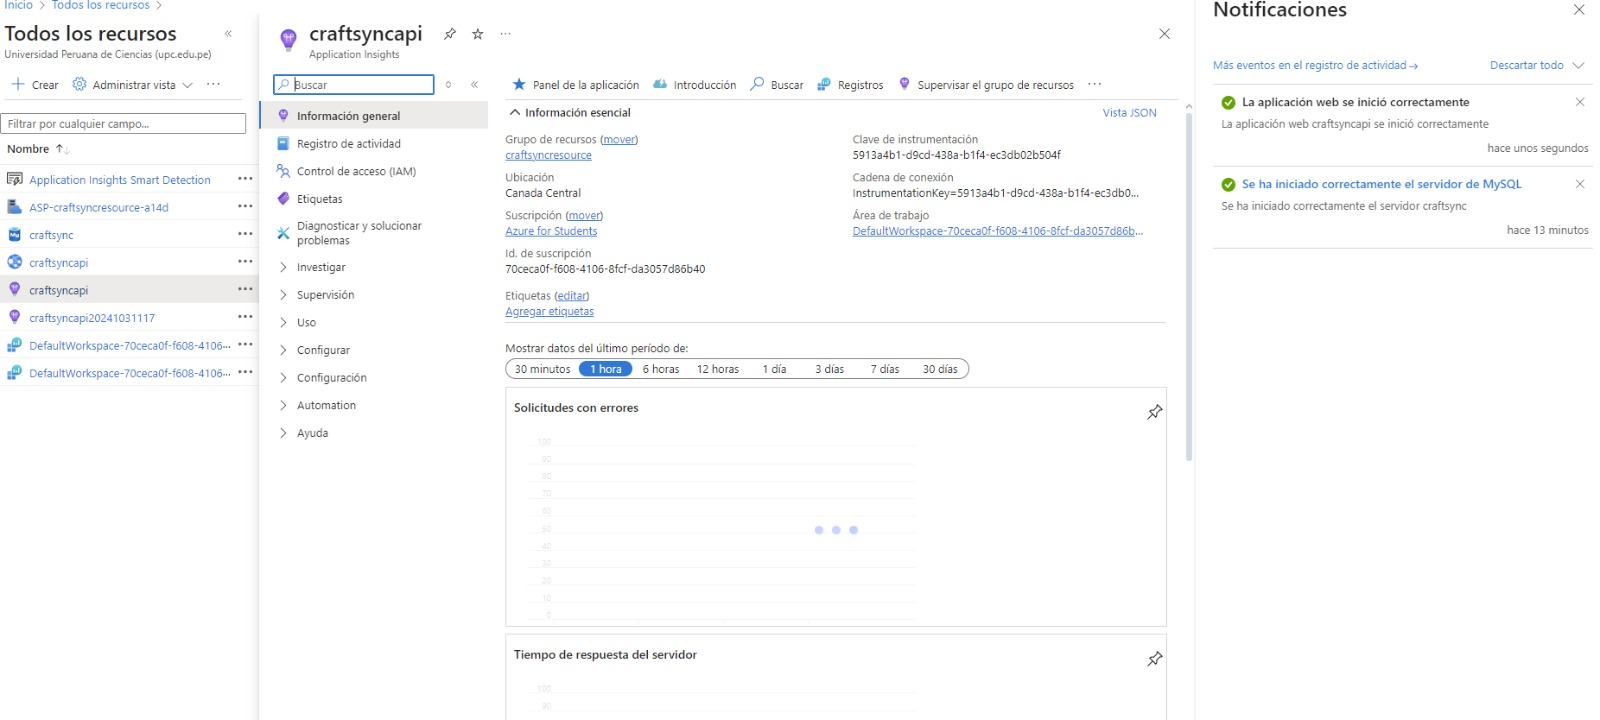 Inicio > Todos los recursos >
Todos los recursos «
Universidad Peruana de Ciencias (upc.edu.pe)
+ Crear Administrar vista ...
Filtrar por cualquier campo...
Nombre ↑↓
Application Insights Smart Detection ...
ASP-craftsyncresource-a14d ...
craftsync ...
craftsyncapi ...
craftsyncapi ...
craftsyncapi20241031117 ...
DefaultWorkspace-70ceca0f-f608-4106... ...
DefaultWorkspace-70ceca0f-f608-4106... ...
craftsyncapi ...
Application Insights
Buscar «
Información general
Registro de actividad
Control de acceso (IAM)
Etiquetas
Diagnosticar y solucionar
problemas
> Investigar
> Supervisión
> Uso
> Configurar
> Configuración
> Automation
> Ayuda
Panel de la aplicación Introducción Buscar Registros Supervisar el grupo de recursos ...
Información esencial Vista JSON
Grupo de recursos (mover)
craftsyncresource
Ubicación
Canada Central
Suscripción (mover)
Azure for Students
Id. de suscripción
70ceca0f-f608-4106-8fcf-da3057d86b40
Etiquetas (editar)
Agregar etiquetas
Clave de instrumentación
5913a4b1-d9cd-438a-b1f4-ec3db02b504f
Cadena de conexión
InstrumentationKey=5913a4b1-d9cd-438a-b1f4-ec3db0...
Área de trabajo
DefaultWorkspace-70ceca0f-f608-4106-8fcf-da3057d86b...
Mostrar datos del último período de:
30 minutos 1 hora 6 horas 12 horas 1 día 3 días 7 días 30 días
Solicitudes con errores
100
90
80
70
60
50
40
30
20
10
0
Tiempo de respuesta del servidor
100
90
Notificaciones
Más eventos en el registro de actividad → Descartar todo
La aplicación web se inició correctamente
La aplicación web craftsyncapi se inició correctamente
hace unos segundos
Se ha iniciado correctamente el servidor de MySQL
Se ha iniciado correctamente el servidor craftsync
hace 13 minutos